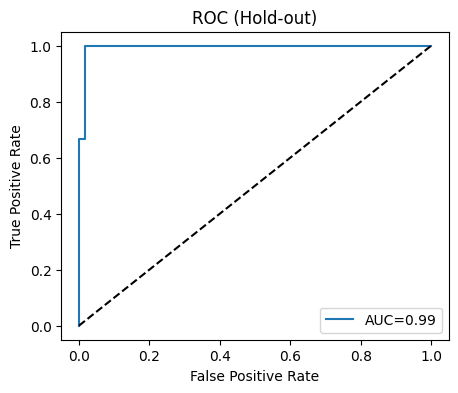 ROC (Hold-out)
1.0
0.8
0.6
0.4
0.2
0.0
True Positive Rate
AUC=0.99
0.0 0.2 0.4 0.6 0.8 1.0
False Positive Rate